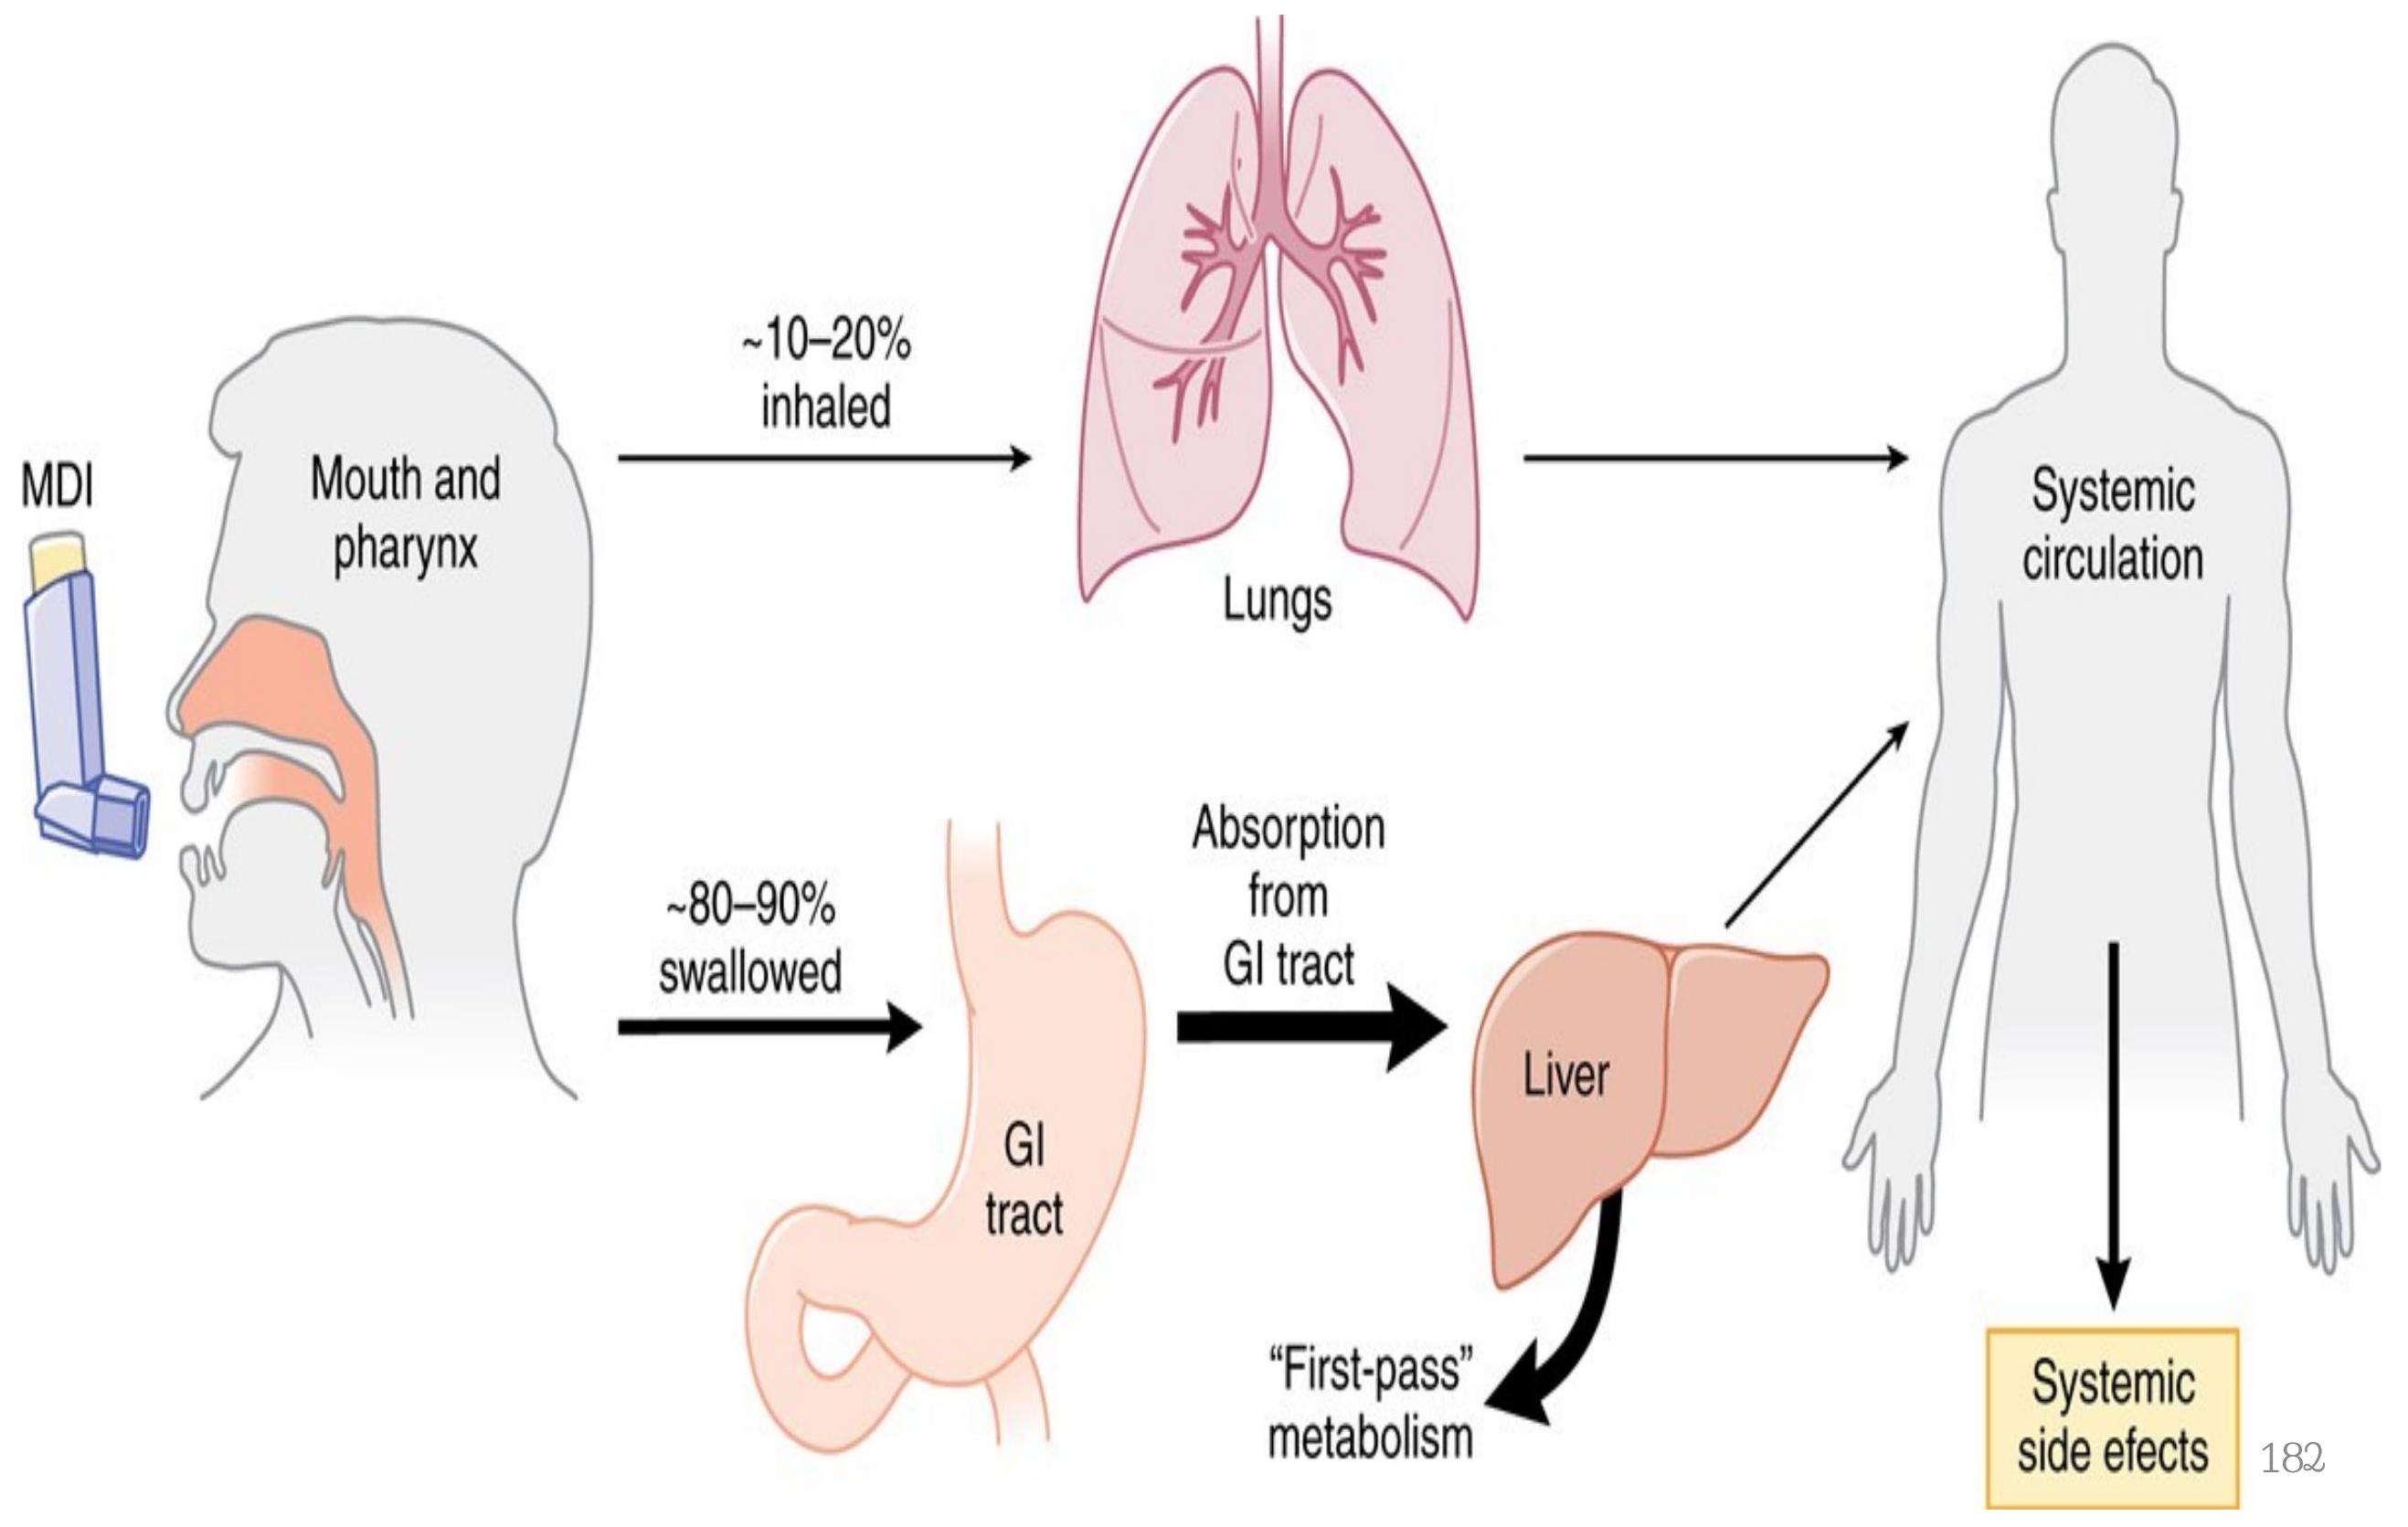 MDI
Mouth and
pharynx
~10–20%
inhaled
Lungs
Systemic
circulation
~80–90%
swallowed
GI
tract
Absorption
from
GI tract
Liver
“First-pass”
metabolism
Systemic
side efects
182